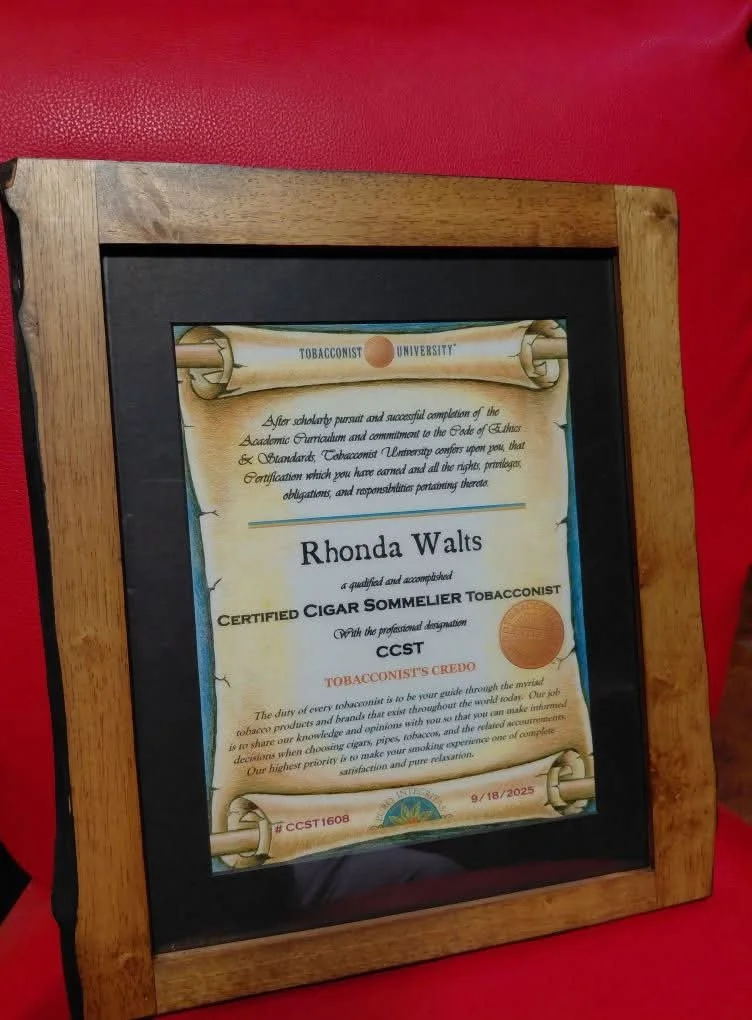 TOBACCONIST UNIVERSITY
After scholarly pursuit and successful completion of the
Academic Curriculum and commitment to the Code of Ethics
& Standards, Tobacconist University confers upon you, that
Certification which you have earned and all the rights, privileges,
obligations, and responsibilities pertaining thereto.
Rhonda Walts
a qualified and accomplished
CERTIFIED CIGAR SOMMELIER TOBACCONIST
With the professional designation
CCST
TOBACCONIST'S CREDO
The duty of every tobacconist is to be your guide through the myriad
tobacco products and brands that exist throughout the world today. Our job
is to share our knowledge and opinions with you so that you can make informed
decisions when choosing cigars, pipes, tobaccos, and the related accoutrements.
Our highest priority is to make your smoking experience one of complete
satisfaction and pure relaxation.
# CCST1608
PURO INTEGRITAS
9/18/2025